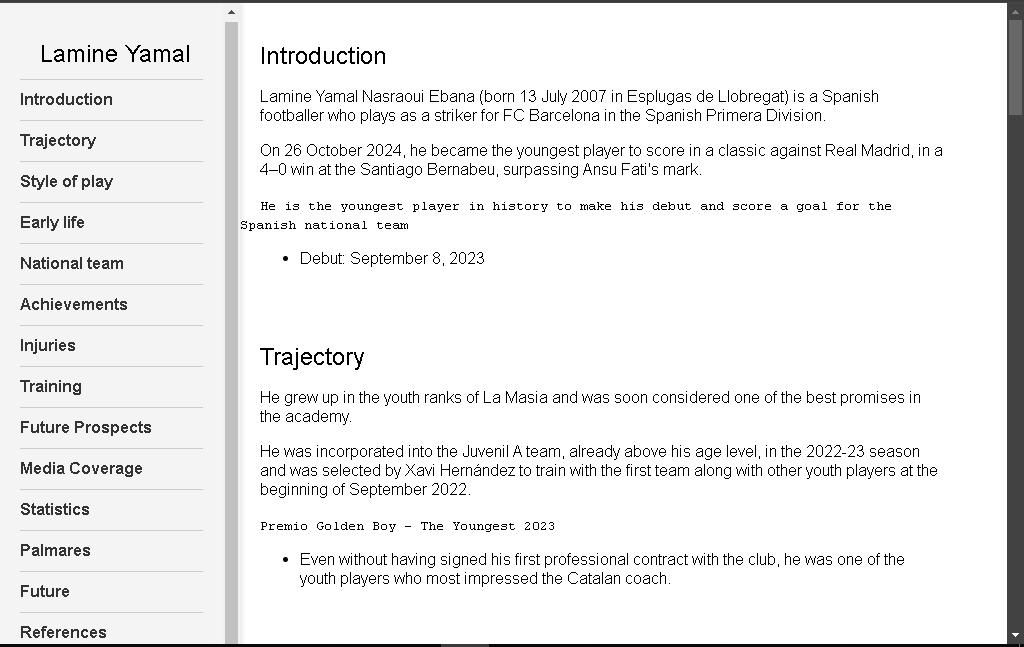 Lamine Yamal
Introduction
Trajectory
Style of play
Early life
National team
Achievements
Injuries
Training
Future Prospects
Media Coverage
Statistics
Palmares
Future
References
Introduction
Lamine Yamal Nasraoui Ebana (born 13 July 2007 in Esplugas de Llobregat) is a Spanish
footballer who plays as a striker for FC Barcelona in the Spanish Primera Division.
On 26 October 2024, he became the youngest player to score in a classic against Real Madrid, in a
4–0 win at the Santiago Bernabeu, surpassing Ansu Fati's mark.
He is the youngest player in history to make his debut and score a goal for the
Spanish national team
• Debut: September 8, 2023
Trajectory
He grew up in the youth ranks of La Masia and was soon considered one of the best promises in
the academy.
He was incorporated into the Juvenil A team, already above his age level, in the 2022-23 season
and was selected by Xavi Hernández to train with the first team along with other youth players at the
beginning of September 2022.
Premio Golden Boy – The Youngest 2023
• Even without having signed his first professional contract with the club, he was one of the
youth players who most impressed the Catalan coach.